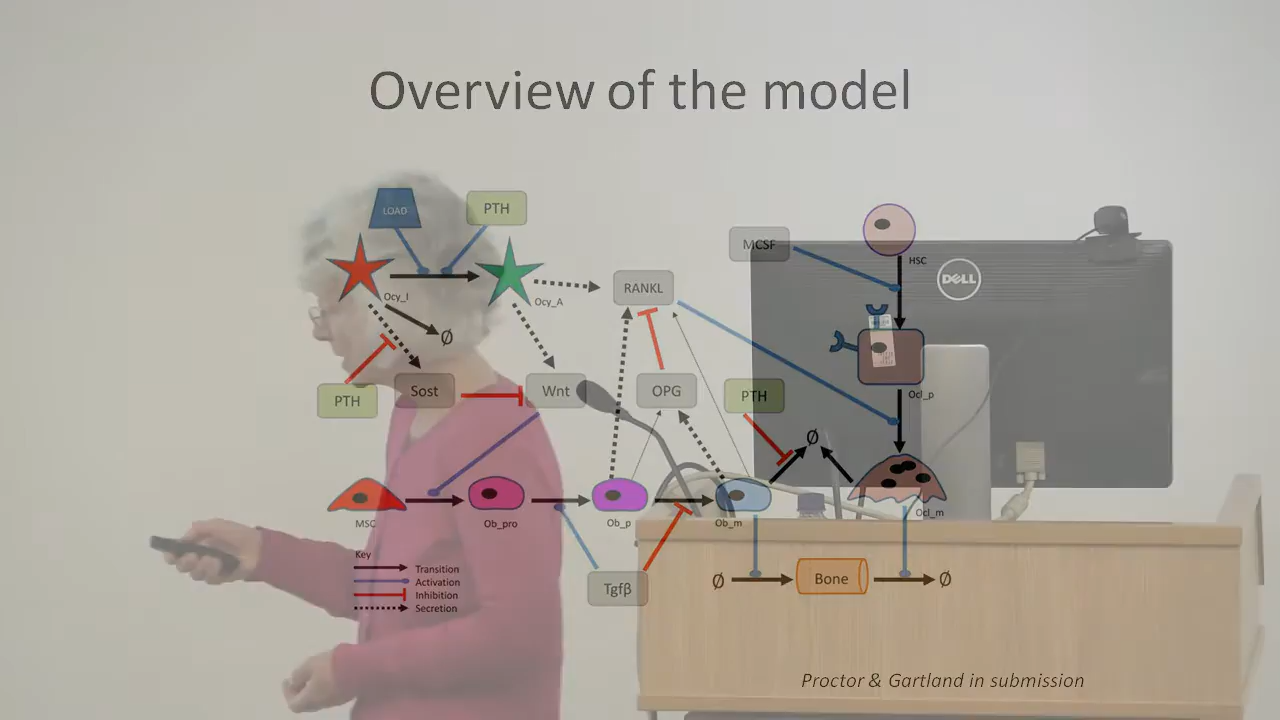 Overview of the model
LOAD
PTH
MCSF
HSC
DELL
Ocy_I
Ocy_A
RANKL
Ø
PTH
Sost
Wnt
OPG
PTH
Ocl_p
Ø
MSC
Ob_pro
Ob_p
Ob_m
Ocl_m
Key
Transition
Activation
Inhibition
Secretion
Tgfβ
Ø
Bone
Ø
Proctor & Gartland in submission